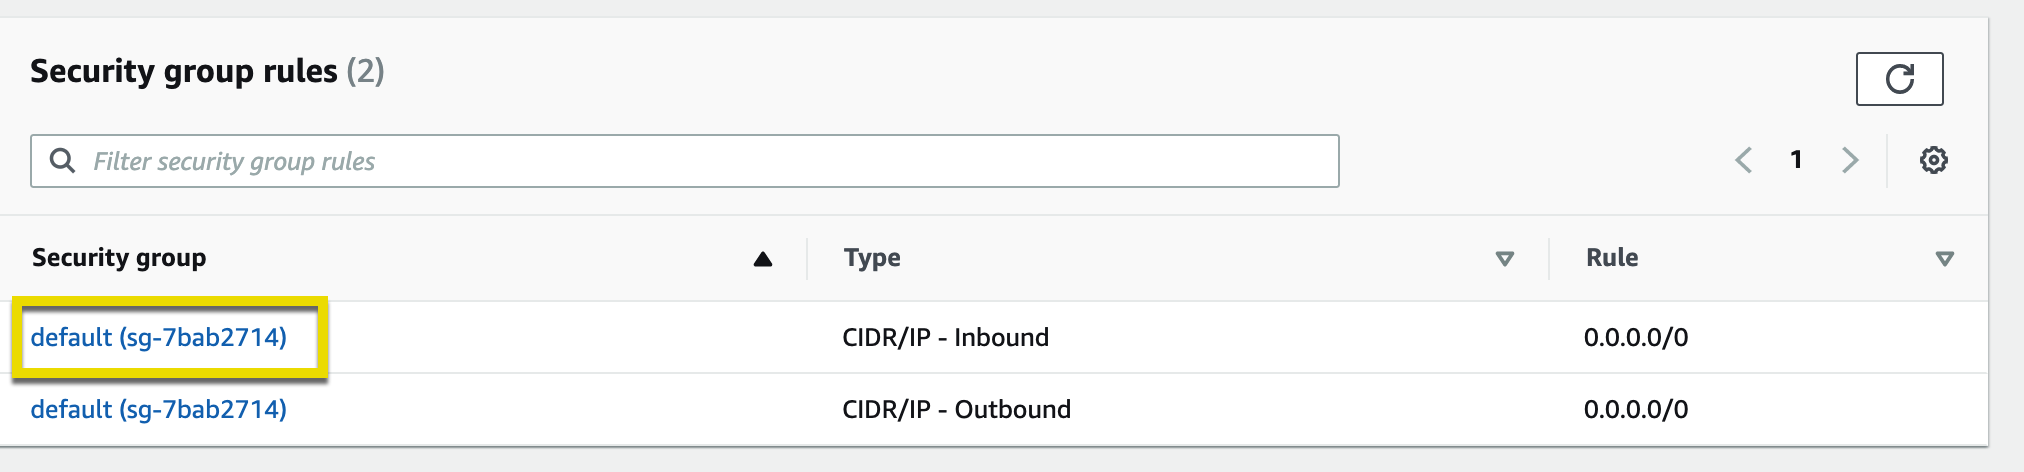 Security group rules (2)
Filter security group rules
1
Security group Type Rule
default (sg-7bab2714) CIDR/IP - Inbound 0.0.0.0/0
default (sg-7bab2714) CIDR/IP - Outbound 0.0.0.0/0